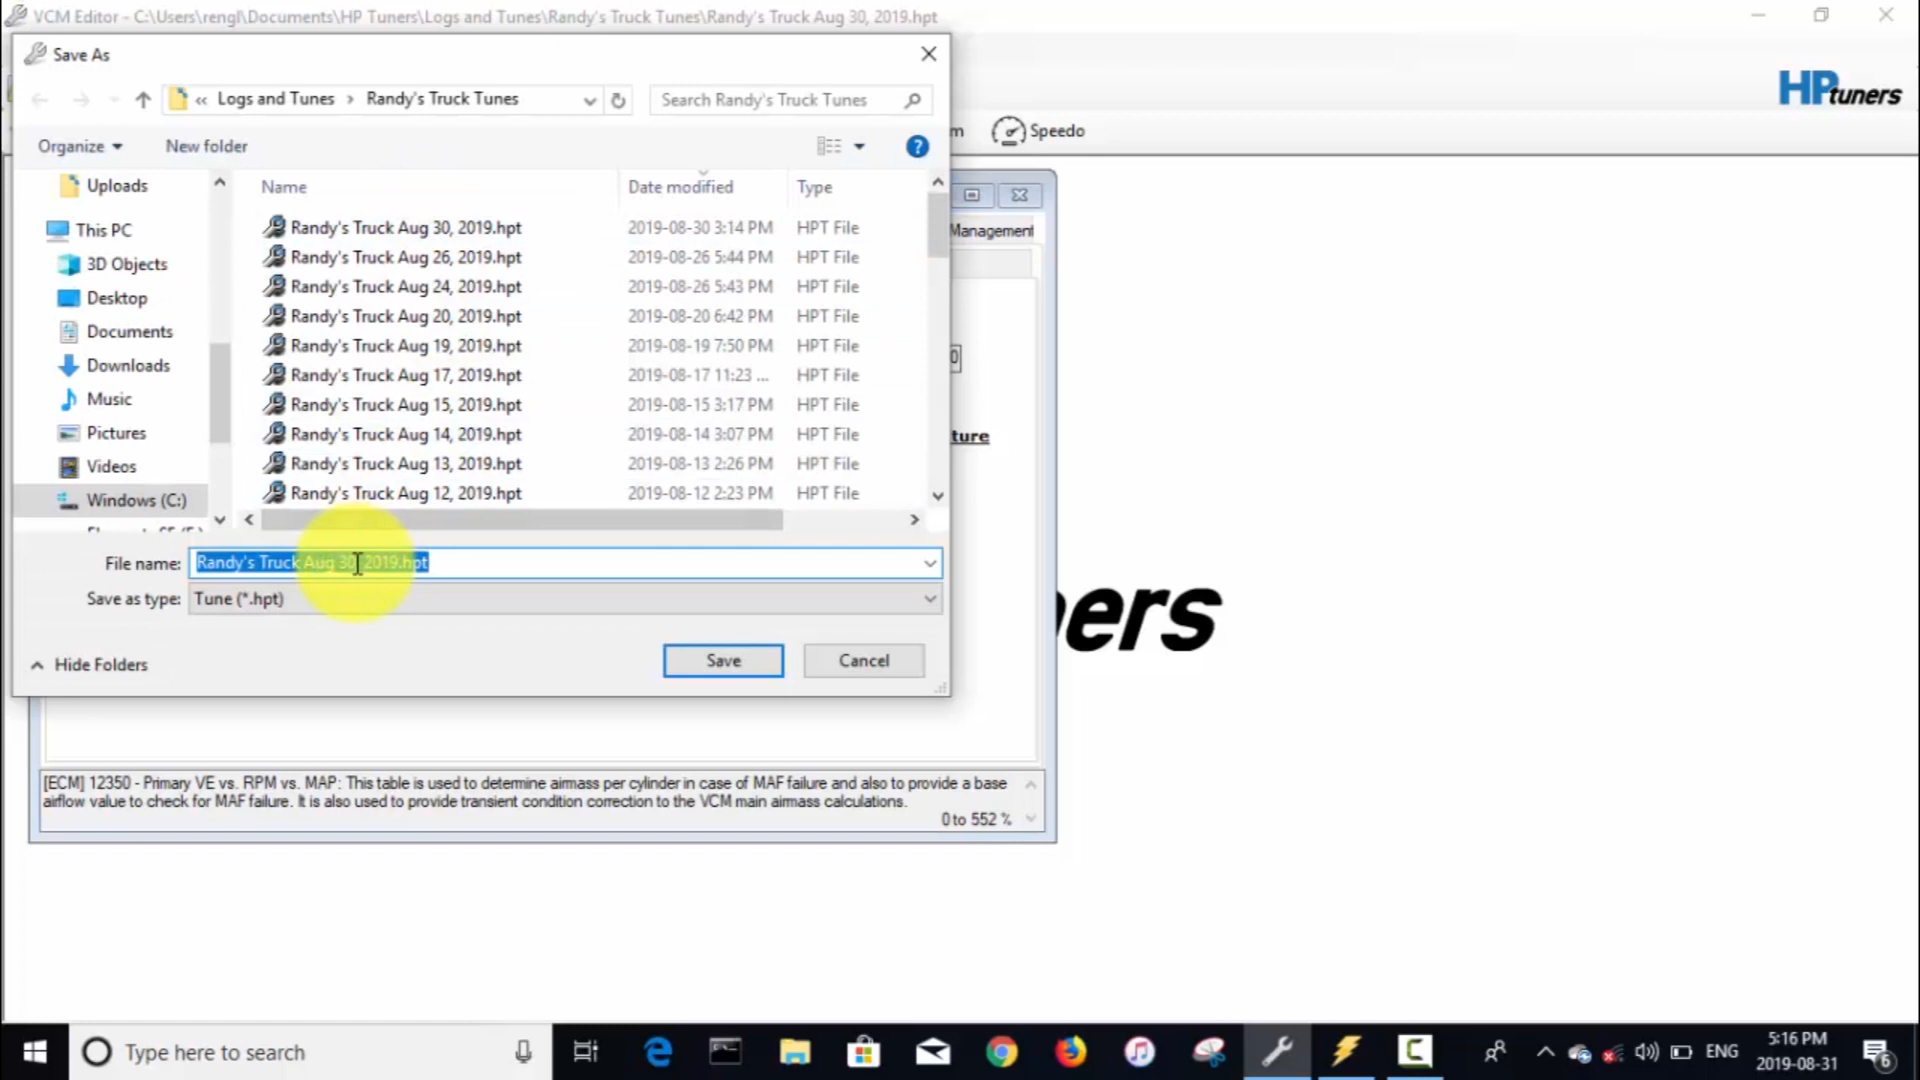 VCM Editor - C:\Users\rengl\Documents\HP Tuners\Logs and Tunes\Randy's Truck Tunes\Randy's Truck Aug 30, 2019.hpt
Save As
« Logs and Tunes › Randy's Truck Tunes
Search Randy's Truck Tunes
HPtuners
m
Speedo
Organize
New folder
Name Date modified Type
Randy's Truck Aug 30, 2019.hpt 2019-08-30 3:14 PM HPT File
Randy's Truck Aug 26, 2019.hpt 2019-08-26 5:44 PM HPT File
Randy's Truck Aug 24, 2019.hpt 2019-08-26 5:43 PM HPT File
Randy's Truck Aug 20, 2019.hpt 2019-08-20 6:42 PM HPT File
Randy's Truck Aug 19, 2019.hpt 2019-08-19 7:50 PM HPT File
Randy's Truck Aug 17, 2019.hpt 2019-08-17 11:23 ... HPT File
Randy's Truck Aug 15, 2019.hpt 2019-08-15 3:17 PM HPT File
Randy's Truck Aug 14, 2019.hpt 2019-08-14 3:07 PM HPT File
Randy's Truck Aug 13, 2019.hpt 2019-08-13 2:26 PM HPT File
Randy's Truck Aug 12, 2019.hpt 2019-08-12 2:23 PM HPT File
Uploads
This PC
3D Objects
Desktop
Documents
Downloads
Music
Pictures
Videos
Windows (C:)
Management
0
ture
File name: Randy's Truck Aug 30, 2019.hpt
Save as type: Tune (*.hpt)
Hide Folders
Save
Cancel
ers
[ECM] 12350 - Primary VE vs. RPM vs. MAP: This table is used to determine airmass per cylinder in case of MAF failure and also to provide a base
airflow value to check for MAF failure. It is also used to provide transient condition correction to the VCM main airmass calculations.
0 to 552 %
Type here to search
ENG
5:16 PM
2019-08-31
6